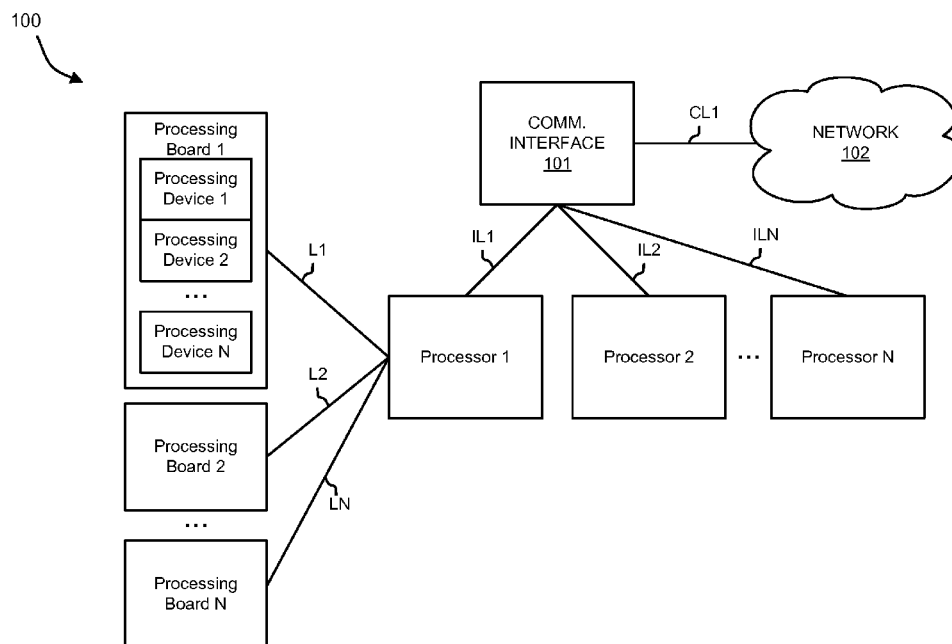 100
Processing
Board 1
Processing
Device 1
Processing
Device 2
...
Processing
Device N
L1
L2
LN
Processing
Board 2
...
Processing
Board N
COMM.
INTERFACE
101
CL1
NETWORK
102
IL1
IL2
ILN
Processor 1
Processor 2
...
Processor N